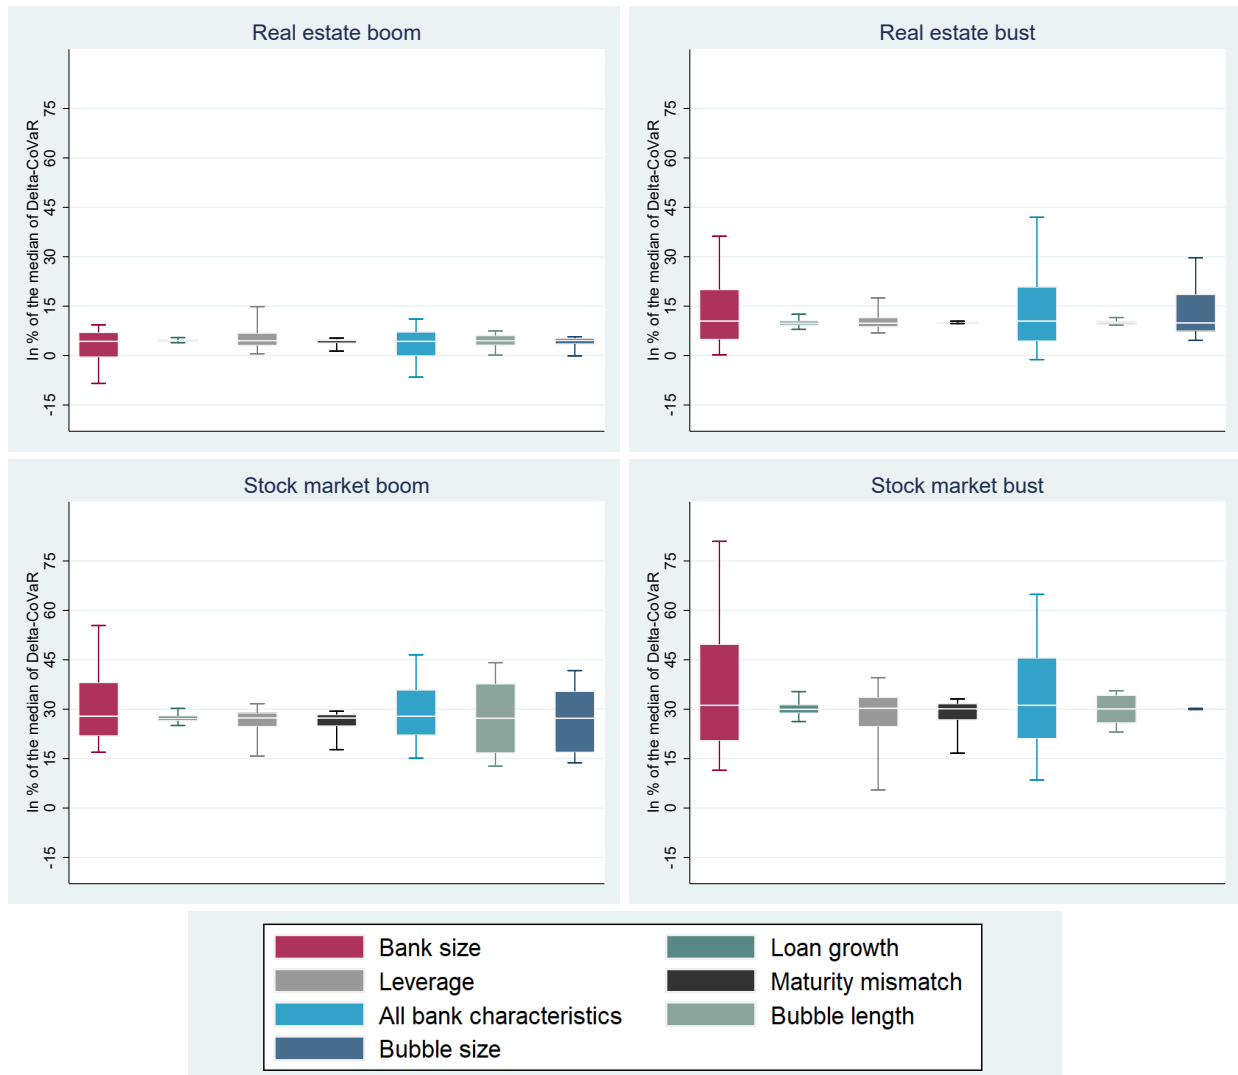 Real estate boom
In % of the median of Delta-CoVaR
75
60
45
30
15
0
-15
Real estate bust
In % of the median of Delta-CoVaR
75
60
45
30
15
0
-15
Stock market boom
In % of the median of Delta-CoVaR
75
60
45
30
15
0
-15
Stock market bust
In % of the median of Delta-CoVaR
75
60
45
30
15
0
-15
Bank size
Loan growth
Leverage
Maturity mismatch
All bank characteristics
Bubble length
Bubble size